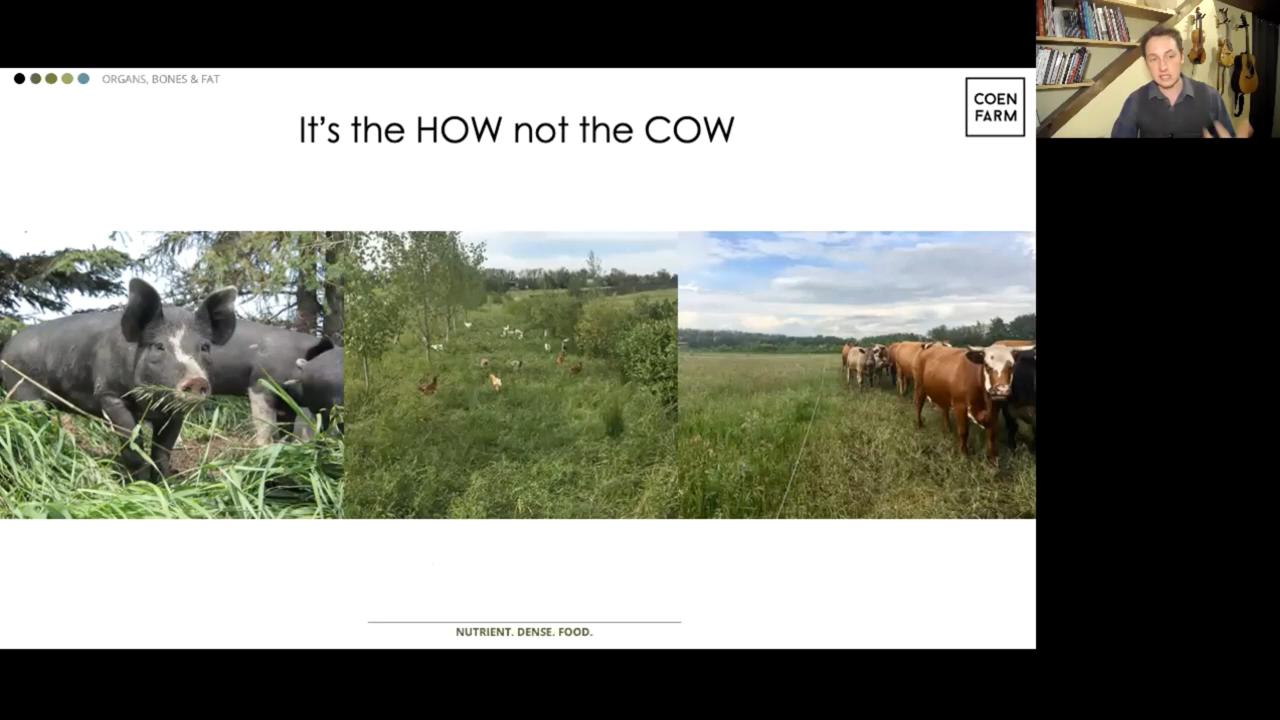 ORGANS, BONES & FAT
COEN
FARM
It's the HOW not the COW
NUTRIENT. DENSE. FOOD.